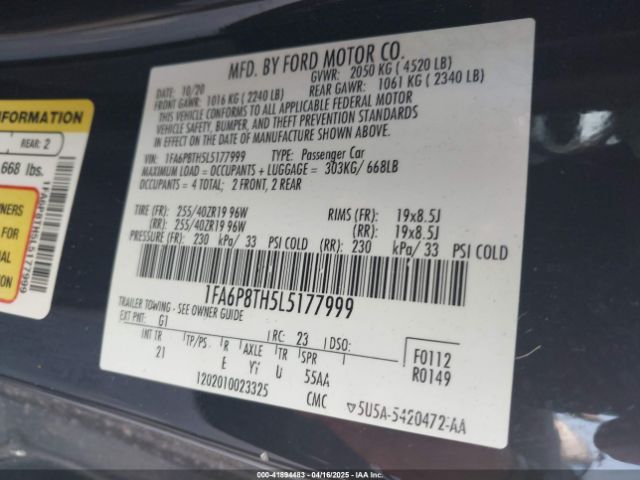 MFD. BY FORD MOTOR CO.
DATE: 10/20 GVWR: 2050 KG ( 4520 LB)
FRONT GAWR: 1016 KG ( 2240 LB) REAR GAWR: 1061 KG ( 2340 LB)
THIS VEHICLE CONFORMS TO ALL APPLICABLE FEDERAL MOTOR
VEHICLE SAFETY, BUMPER, AND THEFT PREVENTION STANDARDS
IN EFFECT ON THE DATE OF MANUFACTURE SHOWN ABOVE.
VIN: 1FA6P8TH5L5177999 TYPE: Passenger Car
MAXIMUM LOAD = OCCUPANTS + LUGGAGE = 303KG/ 668LB
OCCUPANTS = 4 TOTAL; 2 FRONT, 2 REAR
TIRE (FR): 255/40ZR19 96W RIMS (FR): 19x8.5J
(RR): 255/40ZR19 96W (RR): 19x8.5J
PRESSURE (FR): 230 kPa/ 33 PSI COLD (RR): 230 kPa/ 33 PSI COLD
1FA6P8TH5L5177999
TRAILER TOWING - SEE OWNER GUIDE
EXT PNT: G1 RC: 23 DSO:
INT TR TP/PS R AXLE TR SPR F0112
21 E YY U 55AA R0149
1202010023325 CMC 5U5A-5420472-AA
INFORMATION
REAR: 2
668 lbs.
WNERS
FOR
NAL
TION
1FA6P8TH5L5177999
000-41894483 - 04/16/2025 - IAA Auctions